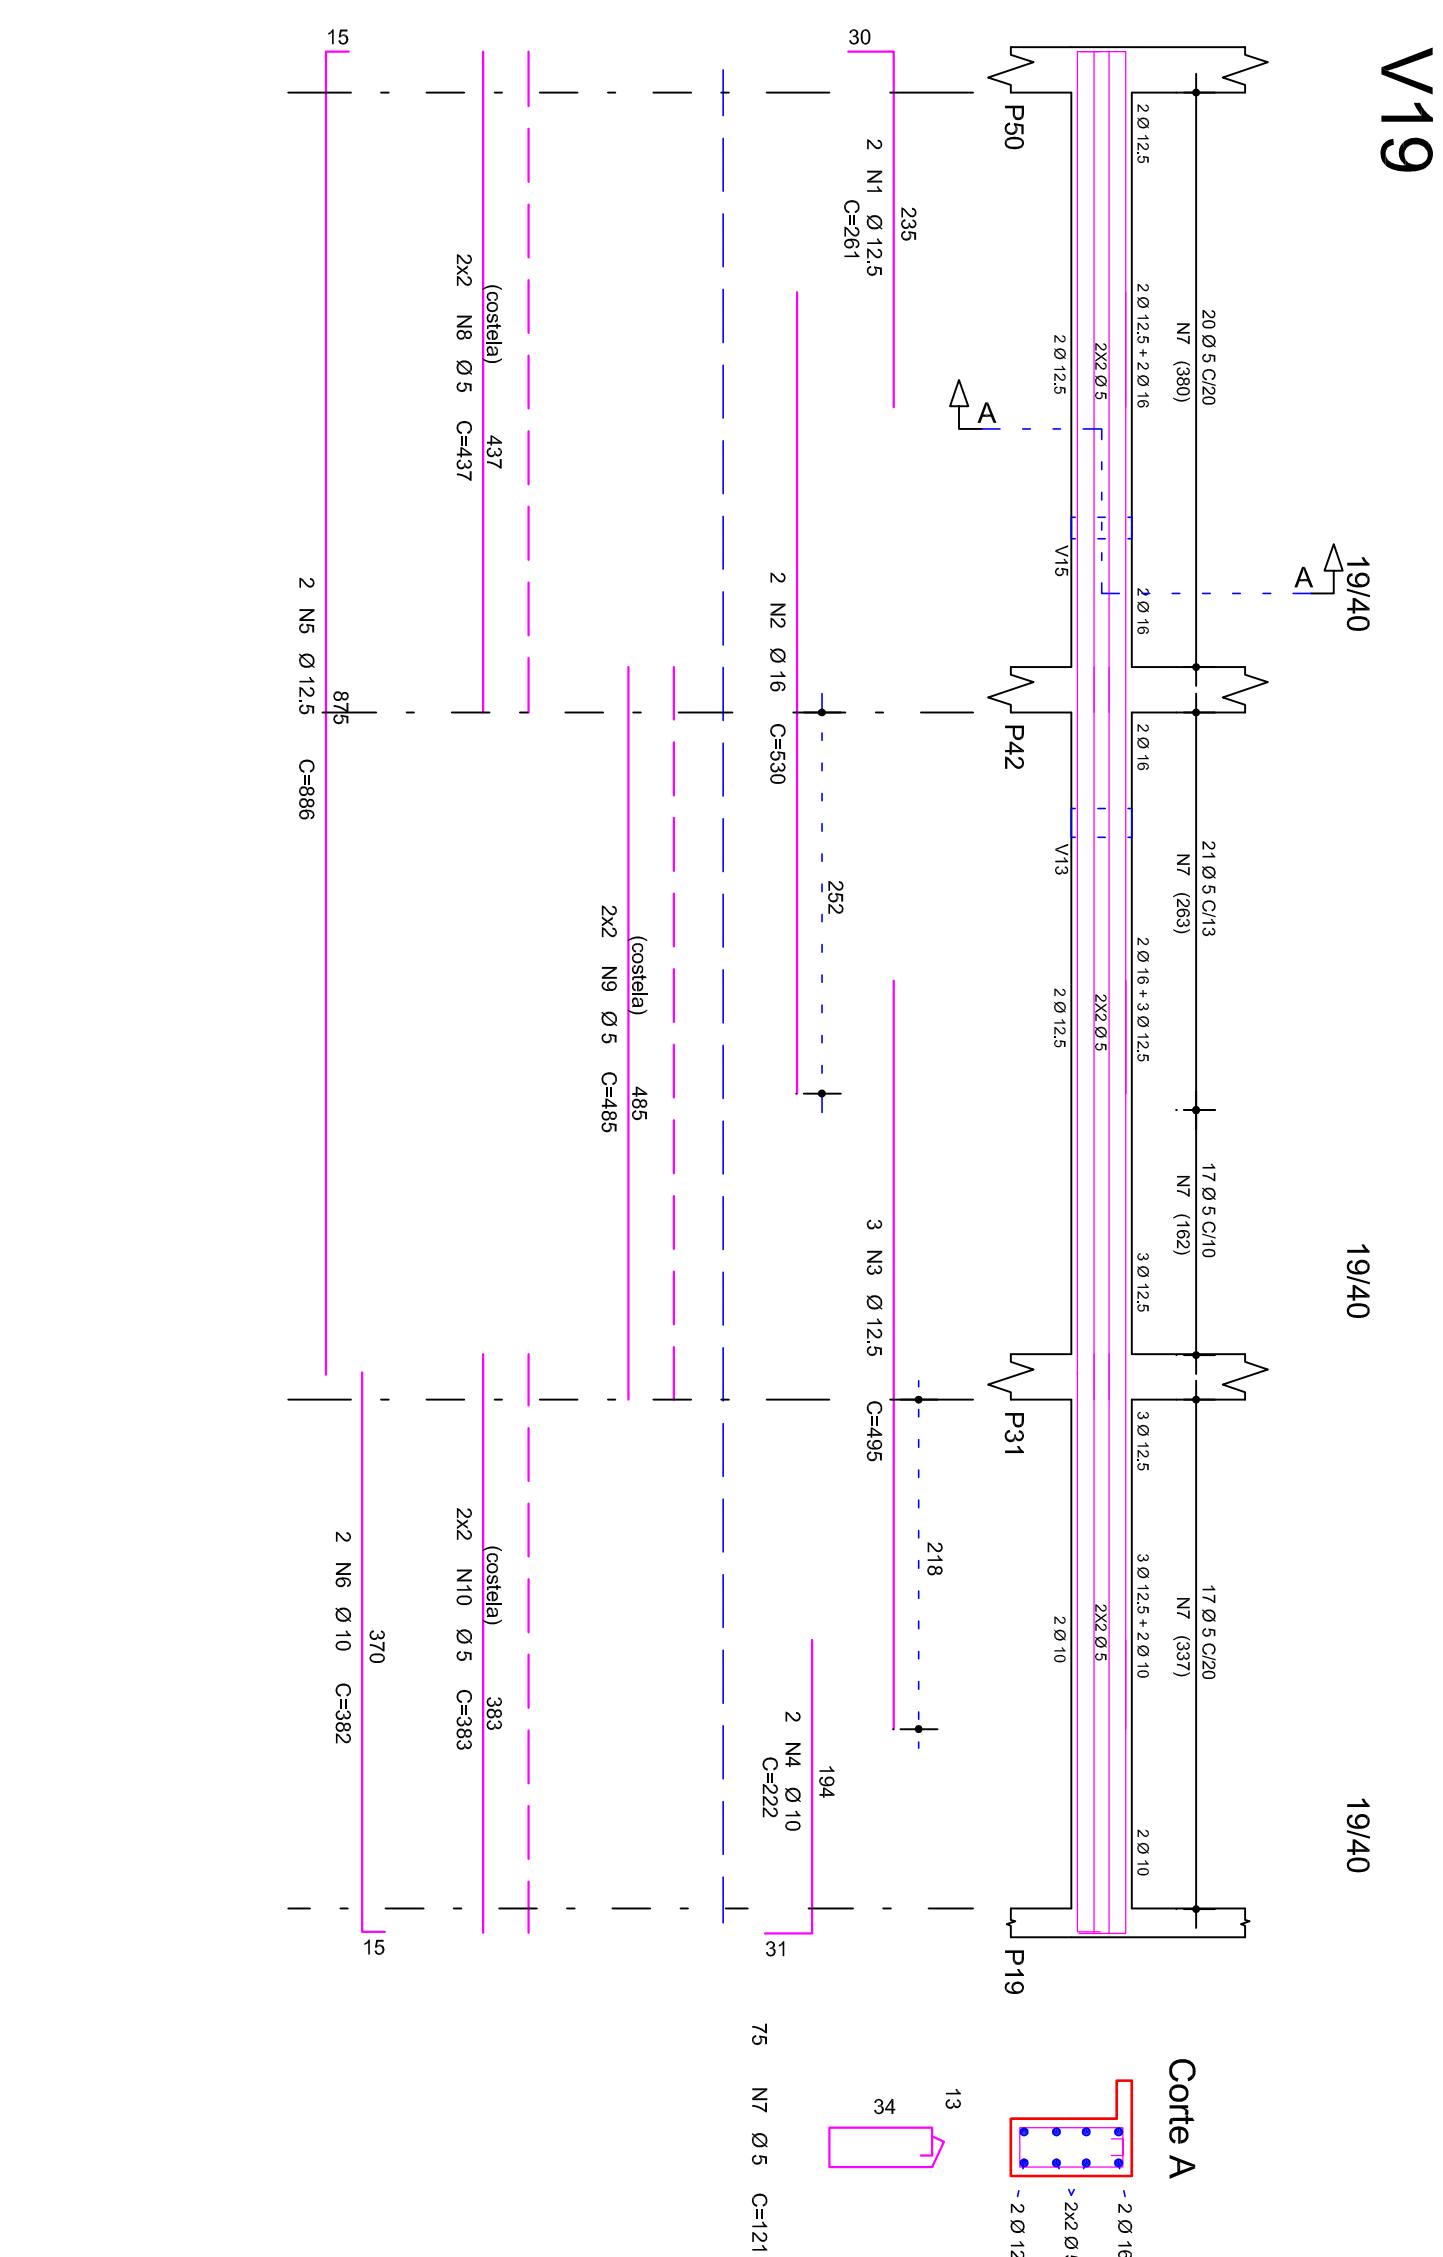 V19
19/40
19/40
19/40
A
20 Ø 5 C/20
N7 (380)
21 Ø 5 C/13
N7 (263)
17 Ø 5 C/10
N7 (162)
17 Ø 5 C/20
N7 (337)
2 Ø 12.5
2 Ø 12.5 + 2 Ø 16
2 Ø 16
2 Ø 16
2 Ø 16 + 3 Ø 12.5
3 Ø 12.5
3 Ø 12.5
3 Ø 12.5 + 2 Ø 10
2 Ø 10
2X2 Ø 5
2X2 Ø 5
2X2 Ø 5
2 Ø 12.5
V15
V13
2 Ø 12.5
2 Ø 10
P50
P42
P31
P19
A
30
235
2 N1 Ø 12.5
C=261
218
3 N3 Ø 12.5 C=495
252
2 N2 Ø 16 C=530
194
2 N4 Ø 10
C=222
31
(costela)
485
2x2 N9 Ø 5 C=485
(costela)
437
2x2 N8 Ø 5 C=437
(costela)
383
2x2 N10 Ø 5 C=383
370
2 N6 Ø 10 C=382
15
15
875
2 N5 Ø 12.5 C=886
Corte A
2 Ø 16
2x2 Ø
2 Ø 12
13
34
75 N7 Ø 5 C=121